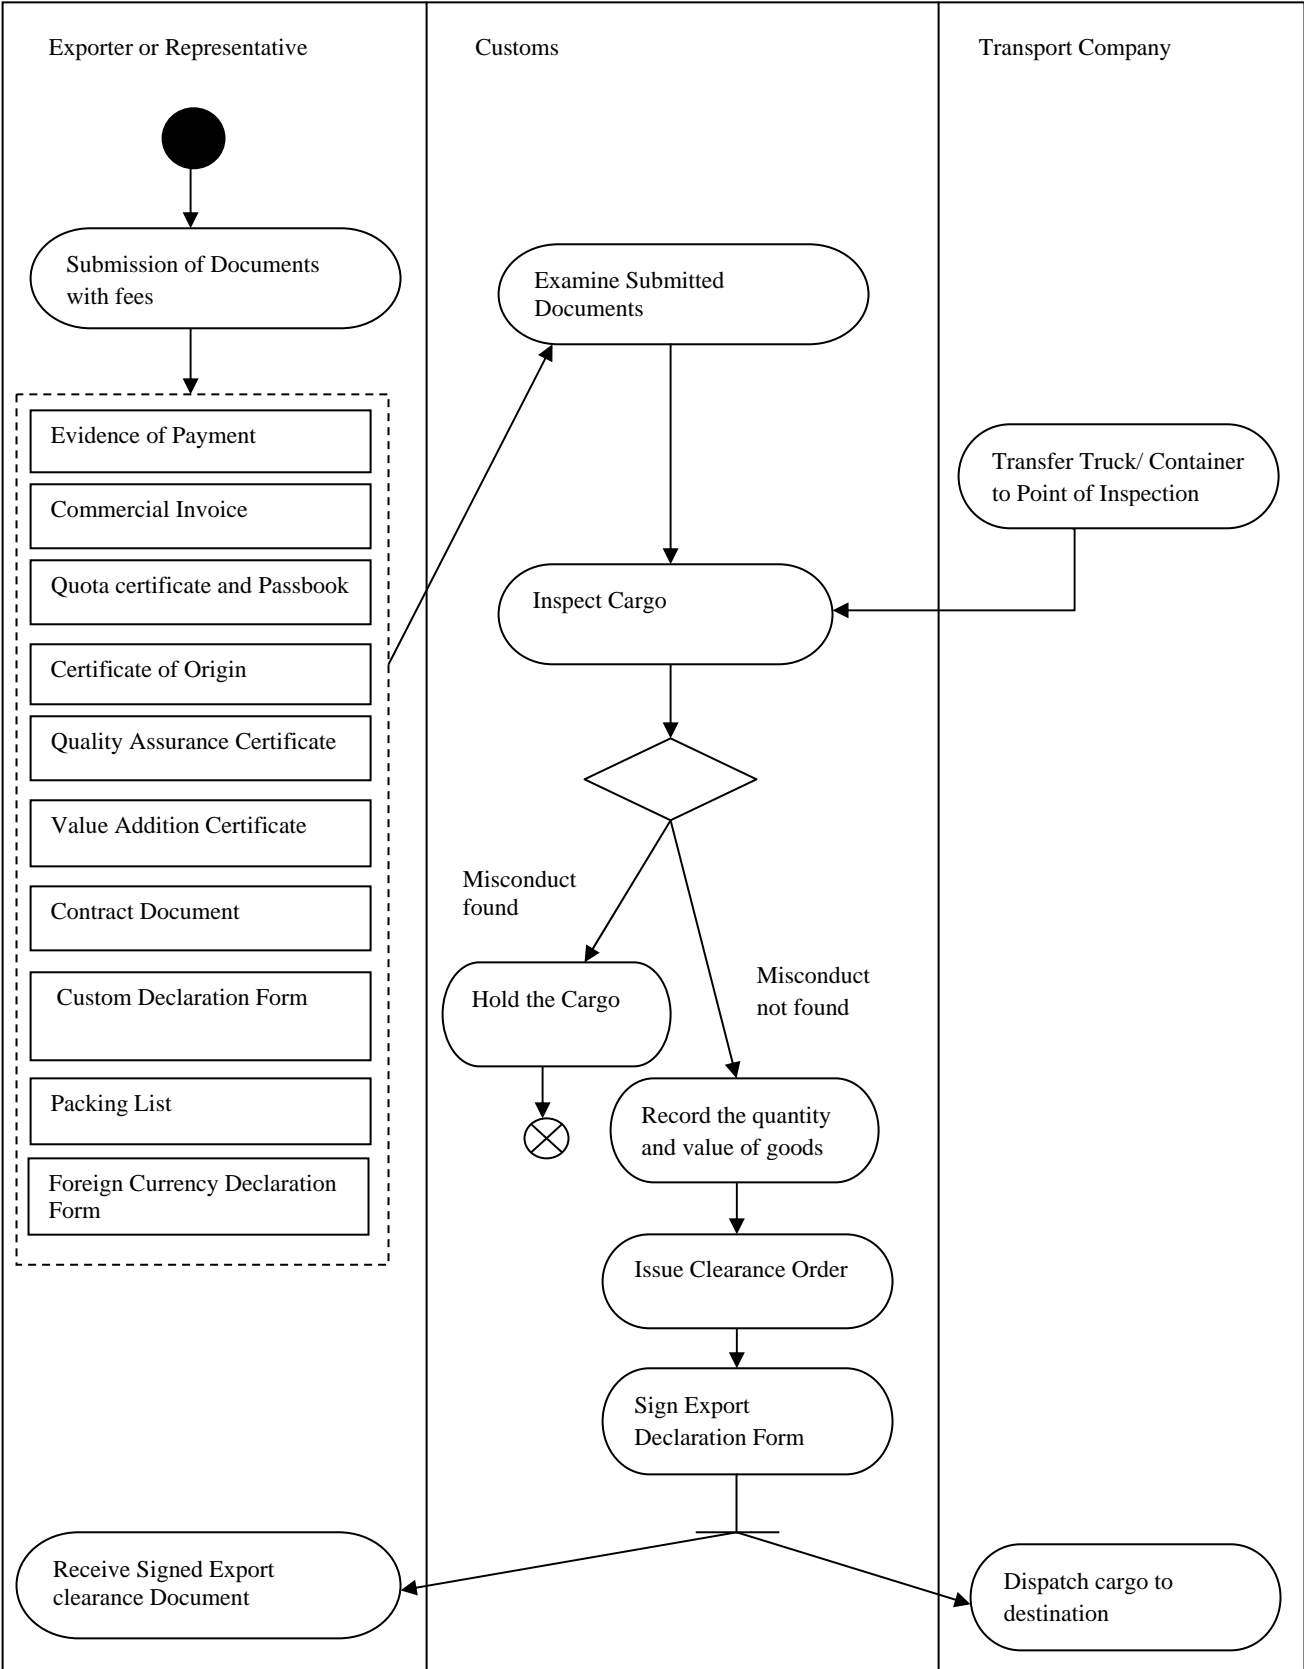 Exporter or Representative
Customs
Transport Company
Submission of Documents
with fees
Examine Submitted
Documents
Evidence of Payment
Commercial Invoice
Quota certificate and Passbook
Certificate of Origin
Quality Assurance Certificate
Value Addition Certificate
Contract Document
Custom Declaration Form
Packing List
Foreign Currency Declaration
Form
Transfer Truck/ Container
to Point of Inspection
Inspect Cargo
Misconduct
found
Misconduct
not found
Hold the Cargo
Record the quantity
and value of goods
Issue Clearance Order
Sign Export
Declaration Form
Receive Signed Export
clearance Document
Dispatch cargo to
destination